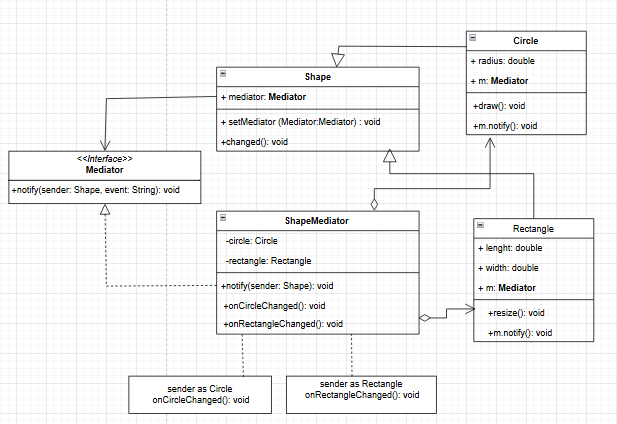 Circle
+ radius: double
+ m: Mediator
+draw(): void
+m.notify(): void
Shape
+ mediator: Mediator
+ setMediator (Mediator:Mediator) : void
+changed(): void
<<Interface>>
Mediator
+notify(sender: Shape, event: String): void
ShapeMediator
-circle: Circle
-rectangle: Rectangle
+notify(sender: Shape): void
+onCircleChanged(): void
+onRectangleChanged(): void
Rectangle
+ lenght: double
+ width: double
+ m: Mediator
+resize(): void
+m.notify(): void
sender as Circle
onCircleChanged(): void
sender as Rectangle
onRectangleChanged(): void